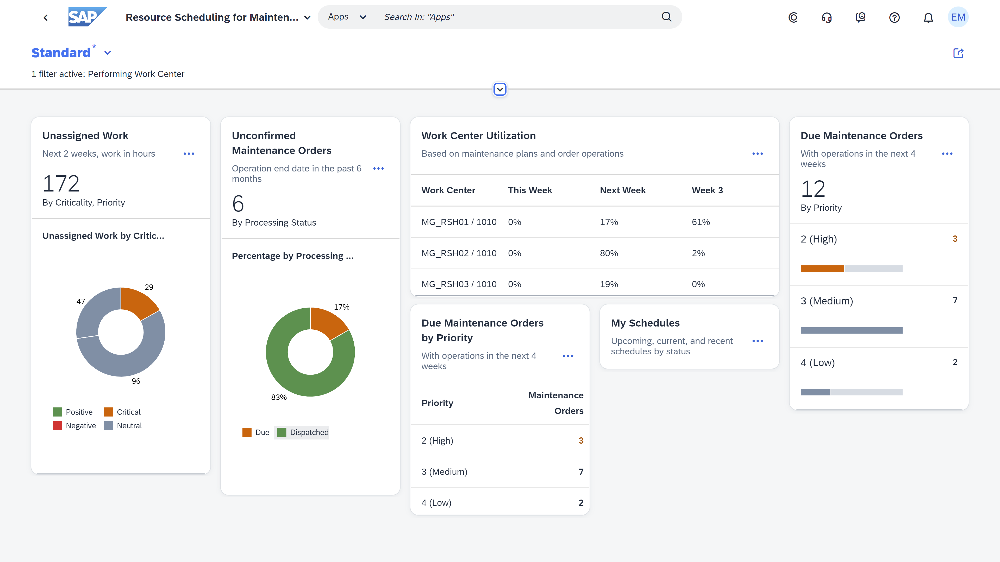 SAP
Resource Scheduling for Mainten...
Apps
Search In: "Apps"
EM
Standard*
1 filter active: Performing Work Center
Unassigned Work
Next 2 weeks, work in hours
172
By Criticality, Priority
Unassigned Work by Critic...
29
47
96
Positive
Critical
Negative
Neutral
Unconfirmed
Maintenance Orders
Operation end date in the past 6
months
6
By Processing Status
Percentage by Processing ...
17%
83%
Due
Dispatched
Work Center Utilization
Based on maintenance plans and order operations
Work Center This Week Next Week Week 3
MG_RSH01 / 1010 0% 17% 61%
MG_RSH02 / 1010 0% 80% 2%
MG_RSH03 / 1010 0% 19% 0%
Due Maintenance Orders
by Priority
With operations in the next 4
weeks
Priority
Maintenance
Orders
2 (High) 3
3 (Medium) 7
4 (Low) 2
My Schedules
Upcoming, current, and recent
schedules by status
Due Maintenance Orders
With operations in the next 4
weeks
12
By Priority
2 (High) 3
3 (Medium) 7
4 (Low) 2